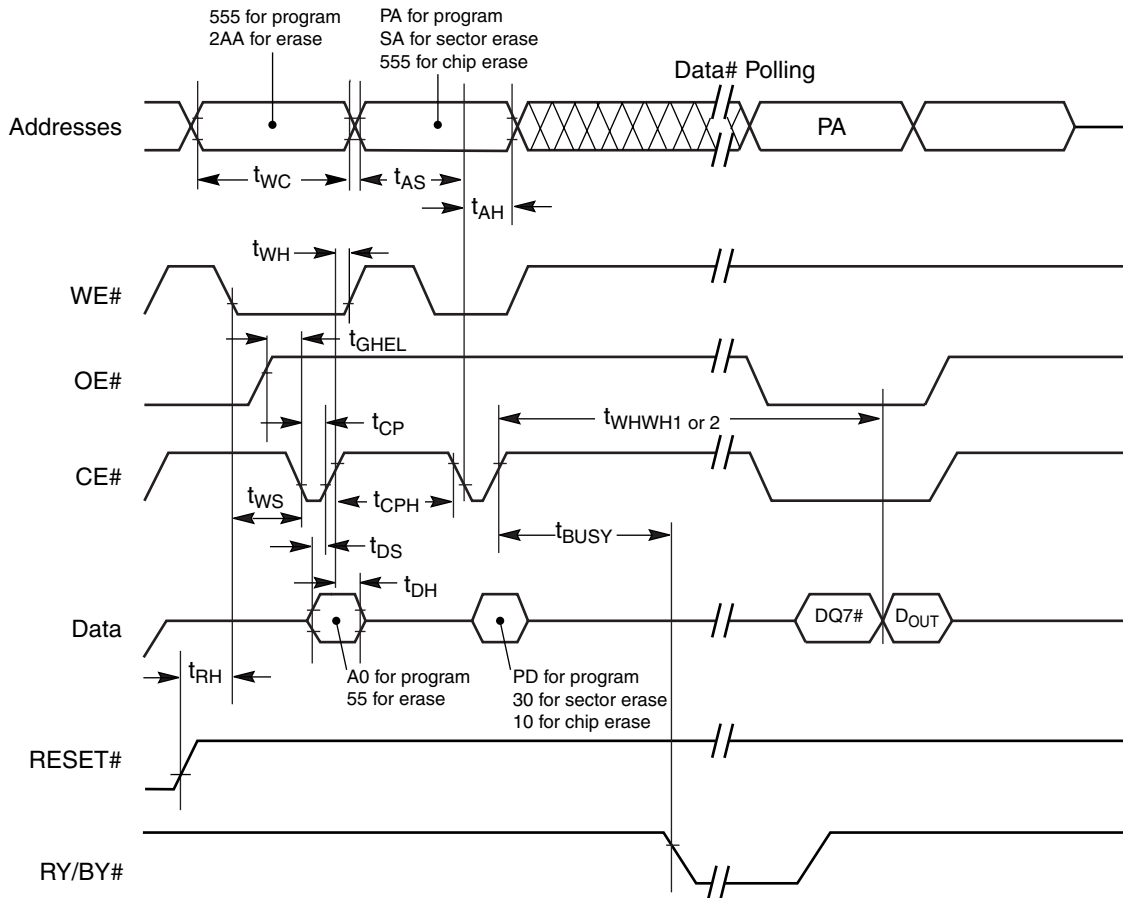 555 for program
2AA for erase
PA for program
SA for sector erase
555 for chip erase
Data# Polling
Addresses
PA
tWC
tAS
tAH
tWH
WE#
tGHEL
OE#
tWHWH1 or 2
tCP
CE#
tWS
tCPH
tBUSY
tDS
tDH
Data
DQ7#
DOUT
tRH
A0 for program
55 for erase
PD for program
30 for sector erase
10 for chip erase
RESET#
RY/BY#